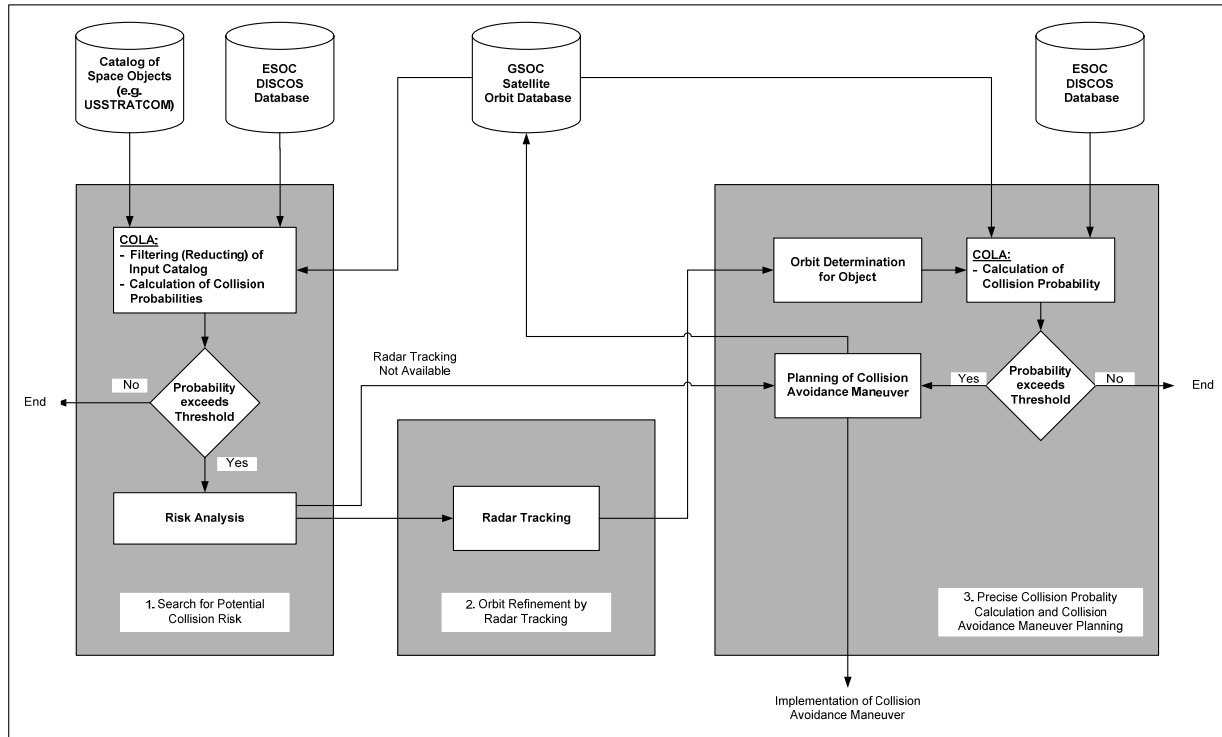 Catalog of
Space Objects
(e.g.
USSTRATCOM)
ESOC
DISCOS
Database
GSOC
Satellite
Orbit Database
ESOC
DISCOS
Database
COLA:
- Filtering (Reducting) of
Input Catalog
- Calculation of Collision
Probabilities
Orbit Determination
for Object
COLA:
- Calculation of
Collision Probability
Radar Tracking
Not Available
No
Probability
exceeds
Threshold
End
Yes
Planning of Collision
Avoidance Maneuver
Yes
Probability
exceeds
Threshold
No
End
Risk Analysis
Radar Tracking
1. Search for Potential
Collision Risk
2. Orbit Refinement by
Radar Tracking
3. Precise Collision Probality
Calculation and Collision
Avoidance Maneuver Planning
Implementation of Collision
Avoidance Maneuver